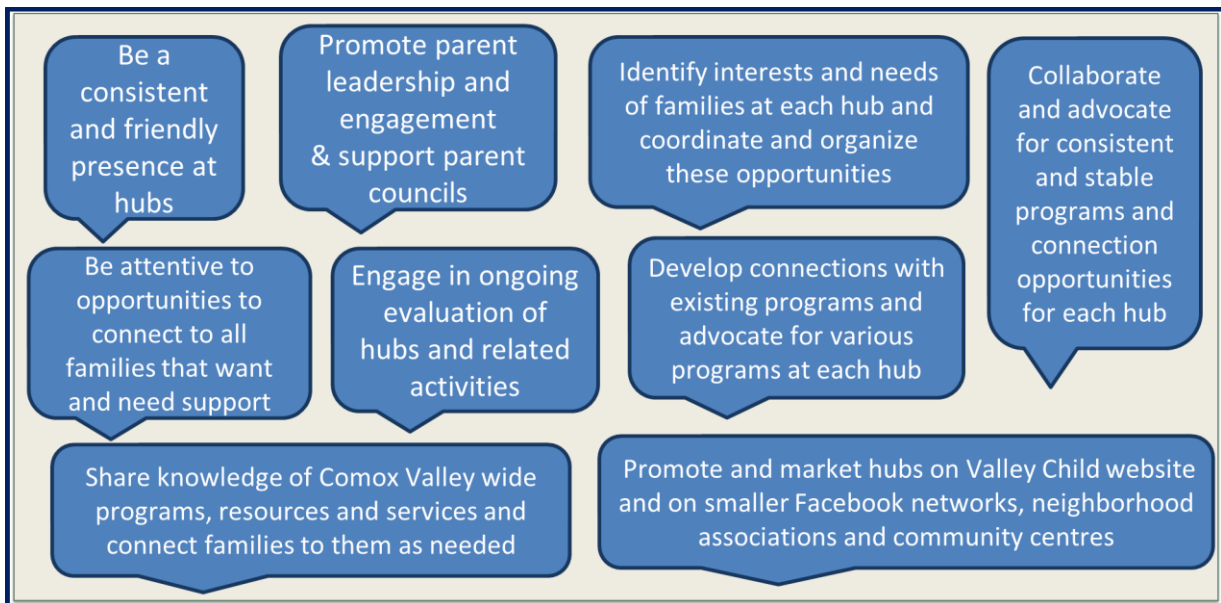 Be a
consistent
and friendly
presence at
hubs
Promote parent
leadership and
engagement
& support parent
councils
Identify interests and needs
of families at each hub and
coordinate and organize
these opportunities
Collaborate
and advocate
for consistent
and stable
programs and
connection
opportunities
for each hub
Be attentive to
opportunities to
connect to all
families that want
and need support
Engage in ongoing
evaluation of
hubs and related
activities
Develop connections with
existing programs and
advocate for various
programs at each hub
Share knowledge of Comox Valley wide
programs, resources and services and
connect families to them as needed
Promote and market hubs on Valley Child website
and on smaller Facebook networks, neighborhood
associations and community centres